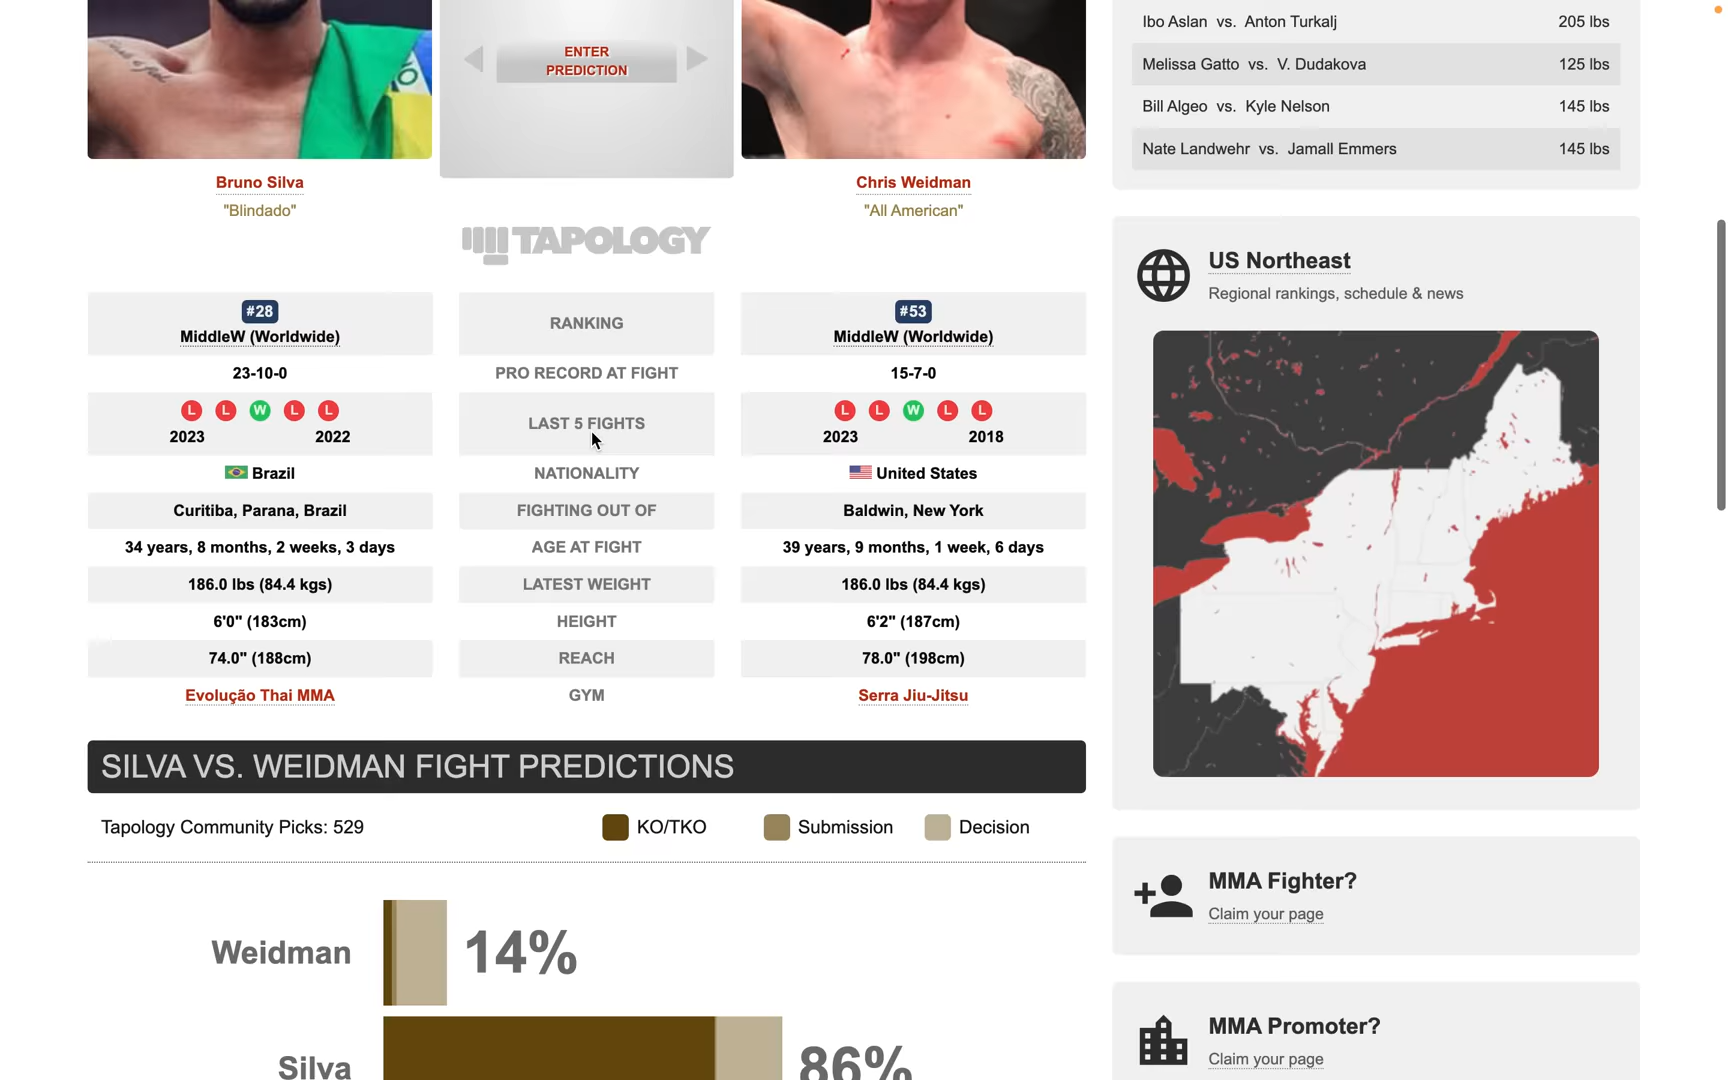 ENTER
PREDICTION
Bruno Silva
"Blindado"
Chris Weidman
"All American"
TAPOLOGY
#28
MiddleW (Worldwide)
RANKING
#53
MiddleW (Worldwide)
23-10-0
PRO RECORD AT FIGHT
15-7-0
L L W L L
2023 2022
LAST 5 FIGHTS
L L W L L
2023 2018
Brazil
NATIONALITY
United States
Curitiba, Parana, Brazil
FIGHTING OUT OF
Baldwin, New York
34 years, 8 months, 2 weeks, 3 days
AGE AT FIGHT
39 years, 9 months, 1 week, 6 days
186.0 lbs (84.4 kgs)
LATEST WEIGHT
186.0 lbs (84.4 kgs)
6'0" (183cm)
HEIGHT
6'2" (187cm)
74.0" (188cm)
REACH
78.0" (198cm)
Evolução Thai MMA
GYM
Serra Jiu-Jitsu
SILVA VS. WEIDMAN FIGHT PREDICTIONS
Tapology Community Picks: 529
KO/TKO Submission Decision
Weidman 14%
Silva 86%
Ibo Aslan vs. Anton Turkalj 205 lbs
Melissa Gatto vs. V. Dudakova 125 lbs
Bill Algeo vs. Kyle Nelson 145 lbs
Nate Landwehr vs. Jamall Emmers 145 lbs
US Northeast
Regional rankings, schedule & news
MMA Fighter?
Claim your page
MMA Promoter?
Claim your page